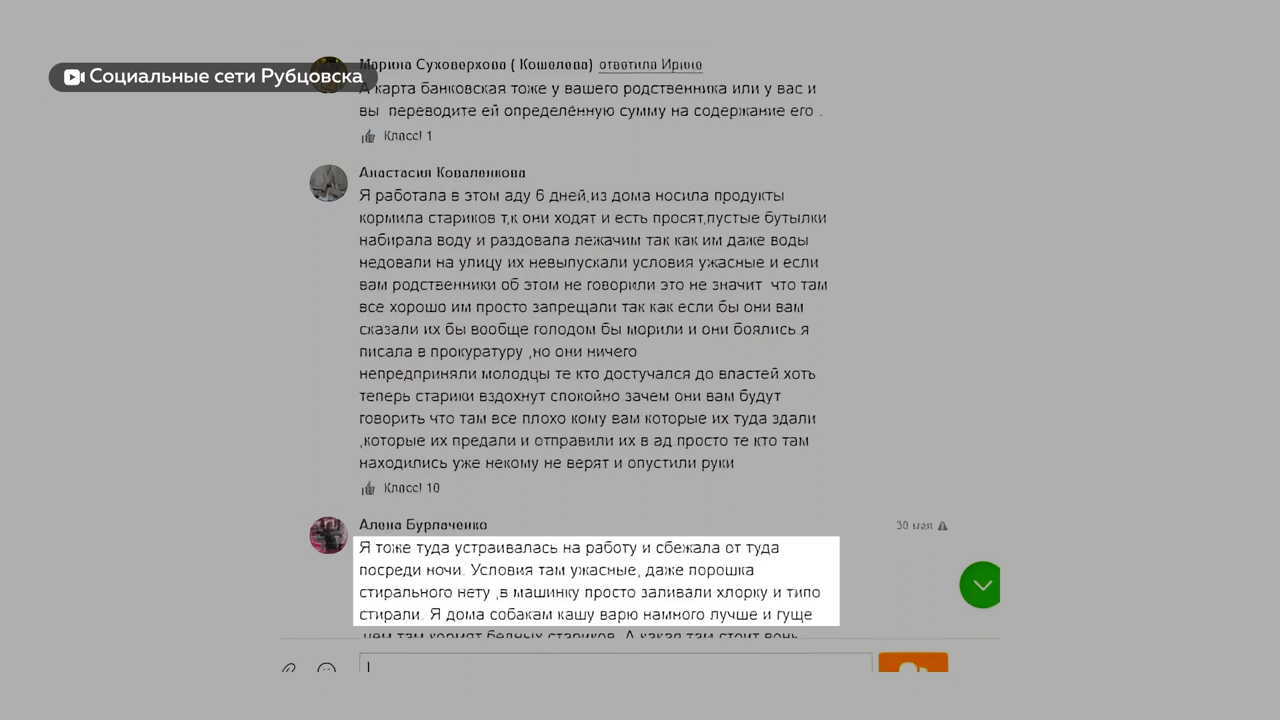 Социальные сети Рубцовска
Марина Суховерхова ( Кошелева) ответила Ирине
А карта банковская тоже у вашего родственника или у вас и
вы переводите ей определённую сумму на содержание его .
Класс! 1
Анастасия Коваленкова
Я работала в этом аду 6 дней,из дома носила продукты
кормила стариков т,к они ходят и есть просят,пустые бутылки
набирала воду и раздовала лежачим так как им даже воды
недовали на улицу их невыпускали условия ужасные и если
вам родственники об этом не говорили это не значит что там
все хорошо им просто запрещали так как если бы они вам
сказали их бы вообще голодом бы морили и они боялись.я
писала в прокуратуру ,но они ничего
непредприняли молодцы те кто достучался до властей.хоть
теперь старики вздохнут спокойно зачем они вам будут
говорить что там все плохо кому вам которые их туда здали
,которые их предали и отправили их в ад просто те кто там
находились уже некому не верят и опустили руки
Класс! 10
Алена Бурлаченко
30 мая
Я тоже туда устраивалась на работу и сбежала от туда
посреди ночи. Условия там ужасные, даже порошка
стирального нету ,в машинку просто заливали хлорку и типо
стирали. Я дома собакам кашу варю намного лучше и гуще
,чем там кормят бедных стариков. А какая там стоит вонь